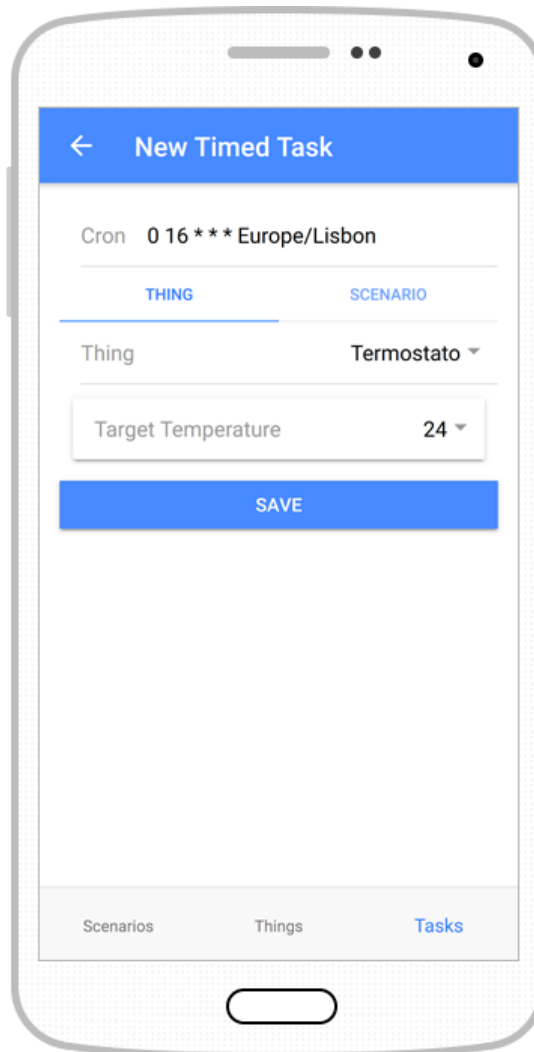 New Timed Task
Cron 0 16 * * * Europe/Lisbon
THING SCENARIO
Thing Termostato
Target Temperature 24
SAVE
Scenarios Things Tasks